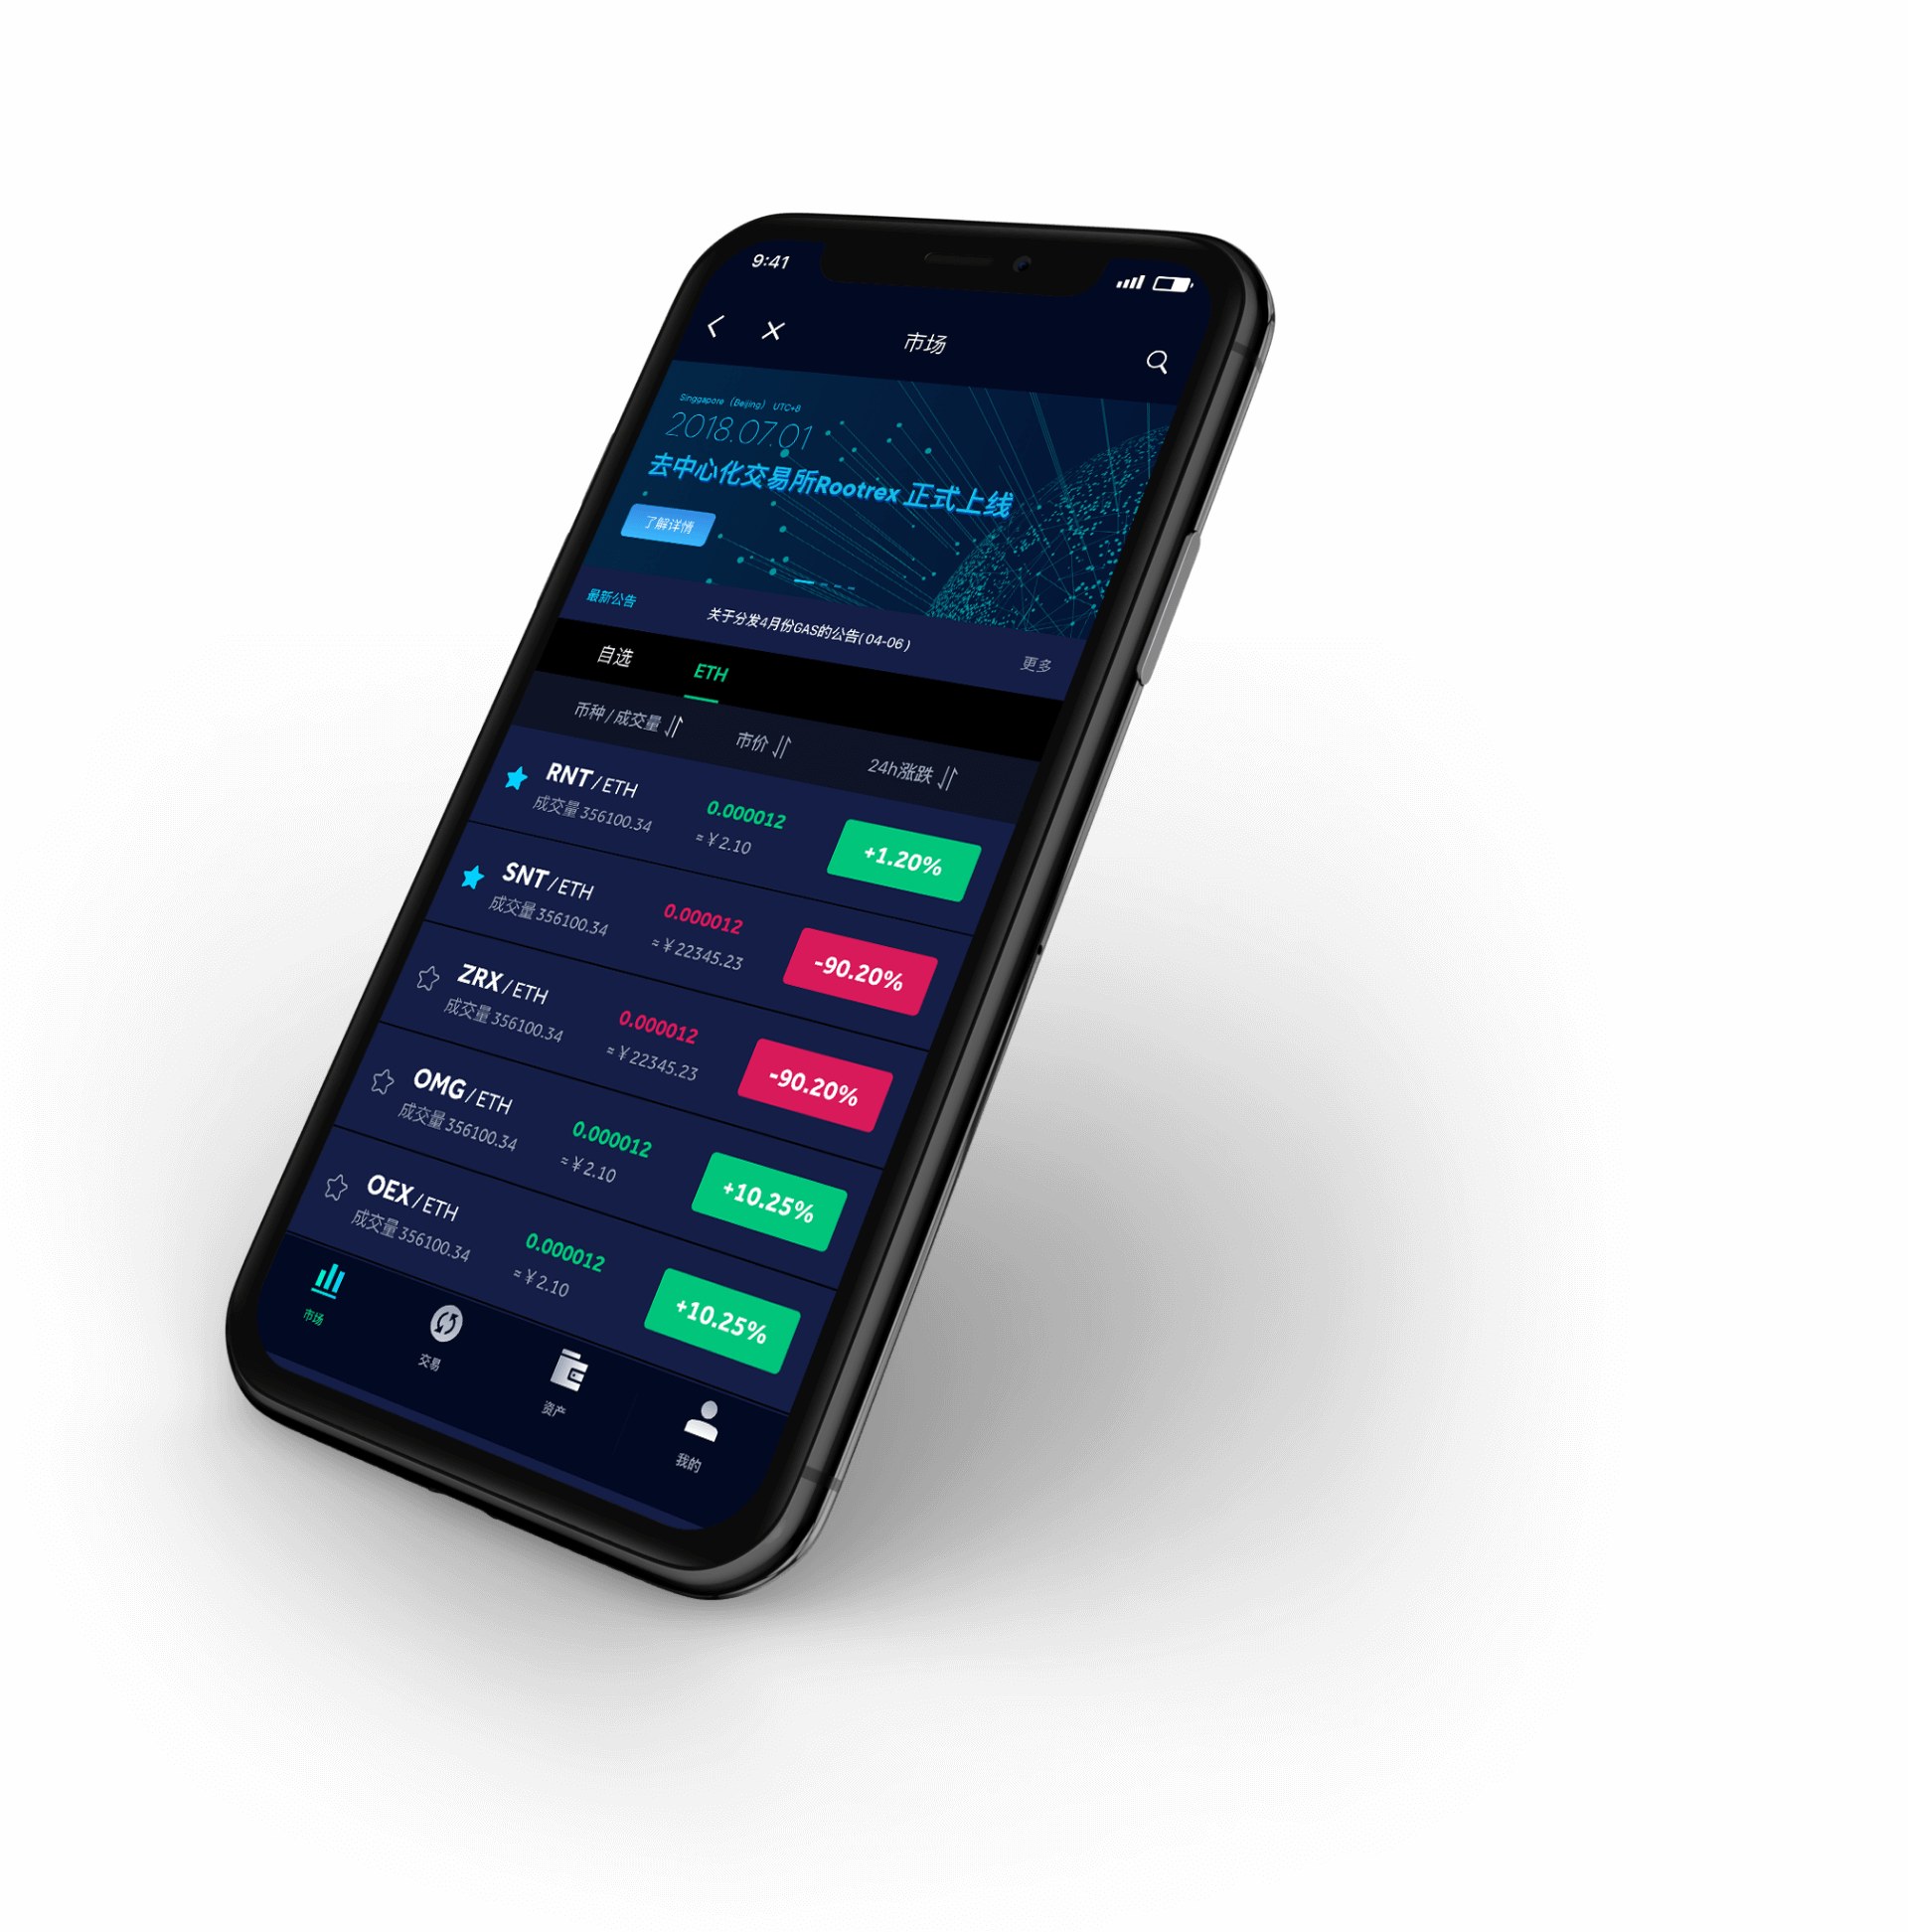 9:41
市场
Singgapore (Beijing) UTC+8
2018.07.01
去中心化交易所Rootrex 正式上线
了解详情
最新公告 关于分发4月份GAS的公告( 04-06 ) 更多
自选 ETH
币种 / 成交量 市价 24h涨跌
RNT / ETH 0.000012 +1.20%
成交量 356100.34 ≈ ¥ 2.10
SNT / ETH 0.000012 -90.20%
成交量 356100.34 ≈ ¥ 22345.23
ZRX / ETH 0.000012 -90.20%
成交量 356100.34 ≈ ¥ 22345.23
OMG / ETH 0.000012 +10.25%
成交量 356100.34 ≈ ¥ 2.10
OEX / ETH 0.000012 +10.25%
成交量 356100.34 ≈ ¥ 2.10
市场 交易 资产 我的